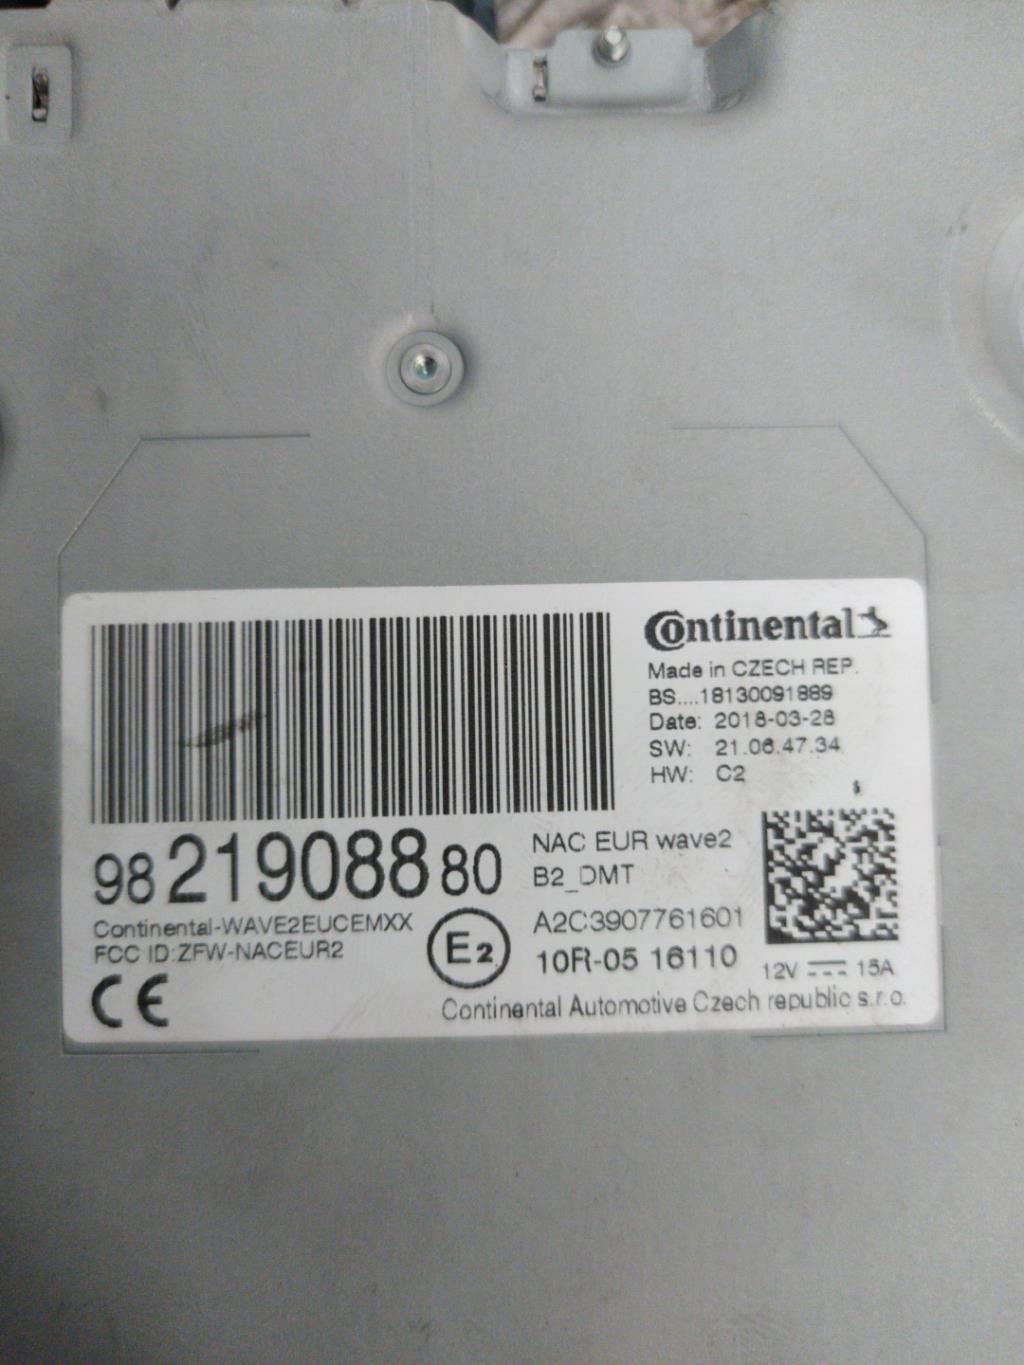 Continental
Made in CZECH REP.
BS....18130091889
Date: 2018-03-28
SW: 21.06.47.34
HW: C2
98 219088 80
NAC EUR wave2
B2_DMT
Continental-WAVE2EUCEMXX
FCC ID:ZFW-NACEUR2
E2
A2C3907761601
10R-05 16110
12V 15A
CE
Continental Automotive Czech republic s.r.o.